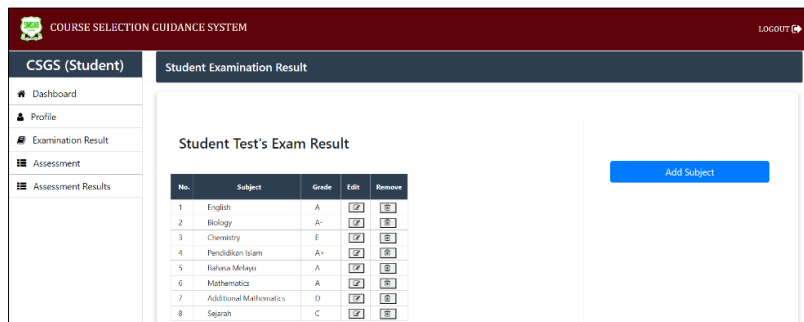 COURSE SELECTION GUIDANCE SYSTEM
LOGOUT
CSGS (Student)
Dashboard
Profile
Examination Result
Assessment
Assessment Results
Student Examination Result
Student Test's Exam Result
Add Subject
No. Subject Grade Edit Remove
1 English A
2 Biology A-
3 Chemistry E
4 Pendidikan Islam A+
5 Bahasa Melayu A
6 Mathematics A
7 Additional Mathematics D
8 Sejarah C